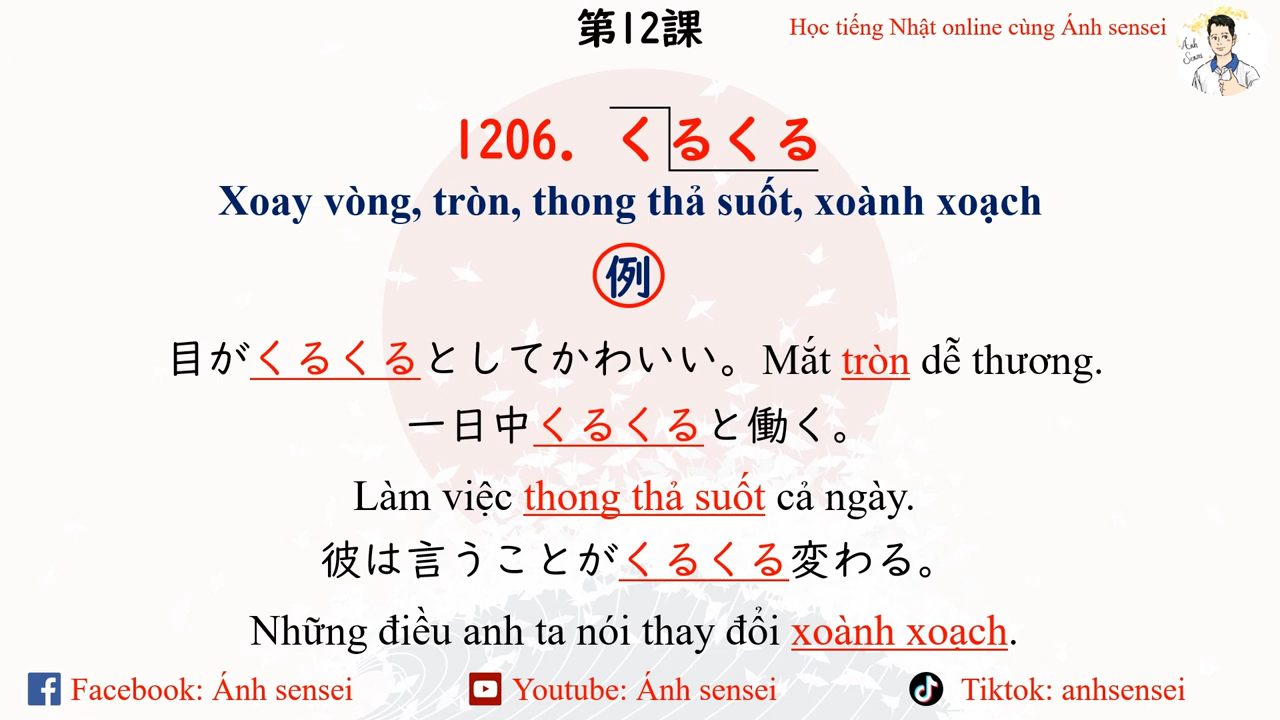 第12課
Học tiếng Nhật online cùng Ánh sensei
Ánh
Sensei
1206. くるくる
Xoay vòng, tròn, thong thả suốt, xoành xoạch
例
目がくるくるとしてかわいい。Mắt tròn dễ thương.
一日中くるくると働く。
Làm việc thong thả suốt cả ngày.
彼は言うことがくるくる変わる。
Những điều anh ta nói thay đổi xoành xoạch.
Facebook: Ánh sensei
Youtube: Ánh sensei
Tiktok: anhsensei